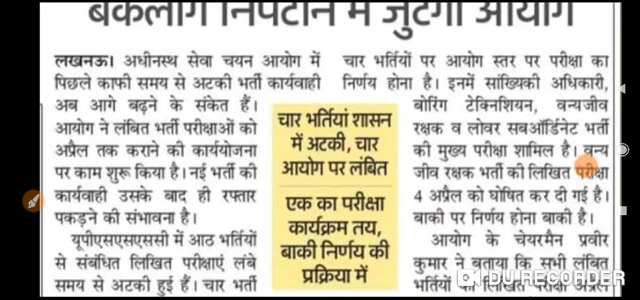 बैकलॉग निपटाने में जुटेगा आयोग
लखनऊ। अधीनस्थ सेवा चयन आयोग में
पिछले काफी समय से अटकी भर्ती कार्यवाही
अब आगे बढ़ने के संकेत हैं।
आयोग ने लंबित भर्ती परीक्षाओं को
अप्रैल तक कराने की कार्ययोजना
पर काम शुरू किया है। नई भर्ती की
कार्यवाही उसके बाद ही रफ्तार
पकड़ने की संभावना है।
यूपीएसएसएससी में आठ भर्तियों
से संबंधित लिखित परीक्षाएं लंबे
समय से अटकी हुई हैं। चार भर्ती
चार भर्तियां शासन
में अटकी, चार
आयोग पर लंबित
एक का परीक्षा
कार्यक्रम तय,
बाकी निर्णय की
प्रक्रिया में
चार भर्तियों पर आयोग स्तर पर परीक्षा का
निर्णय होना है। इनमें सांख्यिकी अधिकारी,
बोरिंग टेक्निशियन, वन्यजीव
रक्षक व लोवर सबऑर्डिनेट भर्ती
की मुख्य परीक्षा शामिल है। वन्य
जीव रक्षक भर्ती की लिखित परीक्षा
4 अप्रैल को घोषित कर दी गई है।
बाकी पर निर्णय होना बाकी है।
आयोग के चेयरमैन प्रवीर
कुमार ने बताया कि सभी लंबित
भर्तियों की लिखित परीक्षा अप्रैल
DU RECORDER